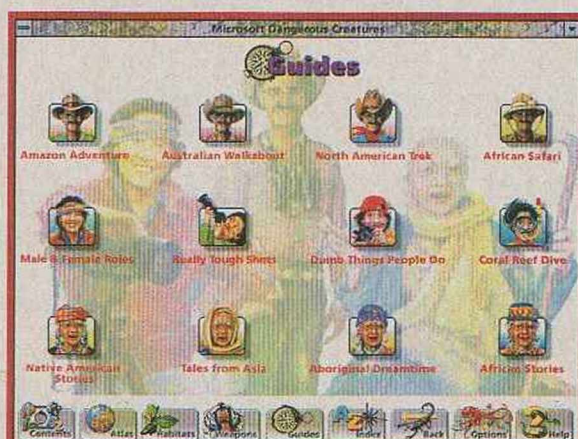 Microsoft Dangerous Creatures
Guides
Amazon Adventure
Australian Walkabout
North American Trek
African Safari
Male & Female Roles
Really Tough Shots
Dumb Things People Do
Coral Reef Dive
Native American
Stories
Tales from Asia
Aboriginal Dreamtime
African Stories
Contents
Atlas
Habitats
Weapons
Guides
Index
Back
Options
Help